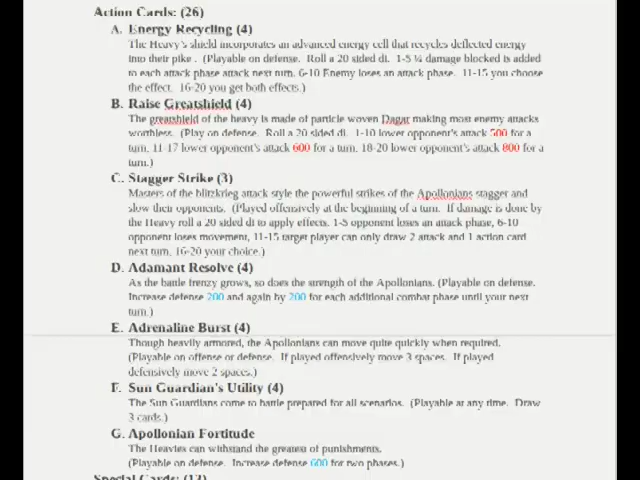 Action Cards: (26)
A. Energy Recycling (4)
The Heavy's shield incorporates an advanced energy cell that recycles deflected energy
into their pike . (Playable on defense. Roll a 20 sided di. 1-5 ¼ damage blocked is added
to each attack phase attack next turn. 6-10 Enemy loses an attack phase. 11-15 you choose
the effect. 16-20 you get both effects.)
B. Raise Greatshield (4)
The greatshield of the heavy is made of particle woven Dagar making most enemy attacks
worthless. (Play on defense. Roll a 20 sided di. 1-10 lower opponent's attack 500 for a
turn. 11-17 lower opponent's attack 600 for a turn. 18-20 lower opponent's attack 800 for a
turn.)
C. Stagger Strike (3)
Masters of the blitzkrieg attack style the powerful strikes of the Apollonians stagger and
slow their opponents. (Played offensively at the beginning of a turn. If damage is done by
the Heavy roll a 20 sided di to apply effects. 1-5 opponent loses an attack phase, 6-10
opponent loses movement, 11-15 target player can only draw 2 attack and 1 action card
next turn, 16-20 your choice.)
D. Adamant Resolve (4)
As the battle frenzy grows, so does the strength of the Apollonians. (Playable on defense.
Increase defense 200 and again by 200 for each additional combat phase until your next
turn.)
E. Adrenaline Burst (4)
Though heavily armored, the Apollonians can move quite quickly when required.
(Playable on offense or defense. If played offensively move 3 spaces. If played
defensively move 2 spaces.)
F. Sun Guardian's Utility (4)
The Sun Guardians come to battle prepared for all scenarios. (Playable at any time. Draw
3 cards.)
G. Apollonian Fortitude
The Heavies can withstand the greatest of punishments.
(Playable on defense. Increase defense 600 for two phases.)
Special Cards: (12)